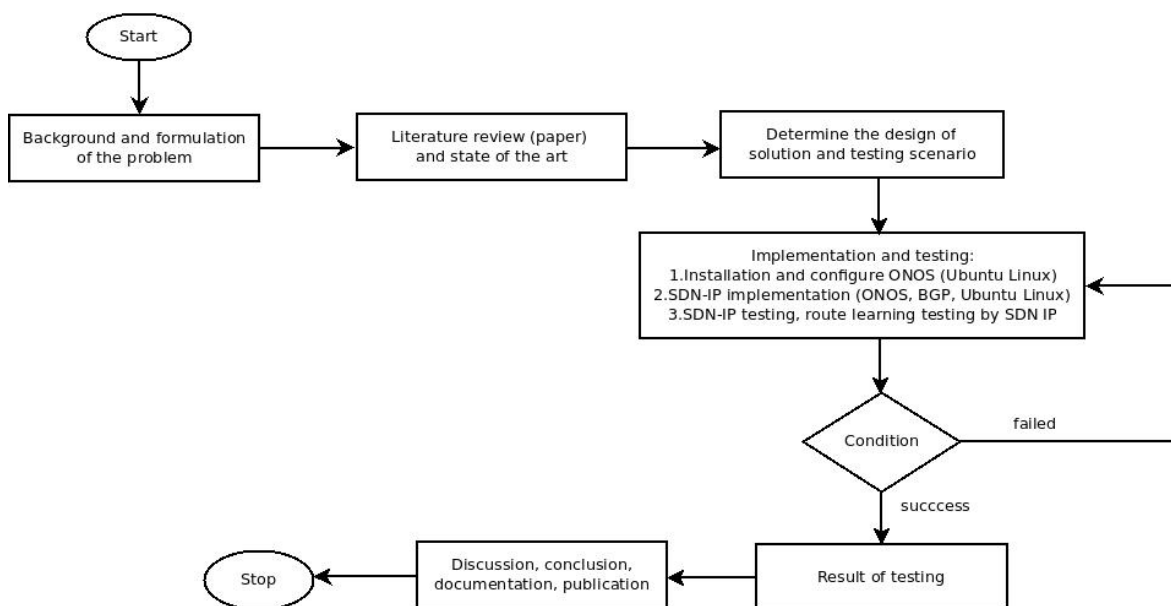 Start
Background and formulation
of the problem
Literature review (paper)
and state of the art
Determine the design of
solution and testing scenario
Implementation and testing:
1.Installation and configure ONOS (Ubuntu Linux)
2.SDN-IP implementation (ONOS, BGP, Ubuntu Linux)
3.SDN-IP testing, route learning testing by SDN IP
Condition
failed
succcess
Result of testing
Discussion, conclusion,
documentation, publication
Stop